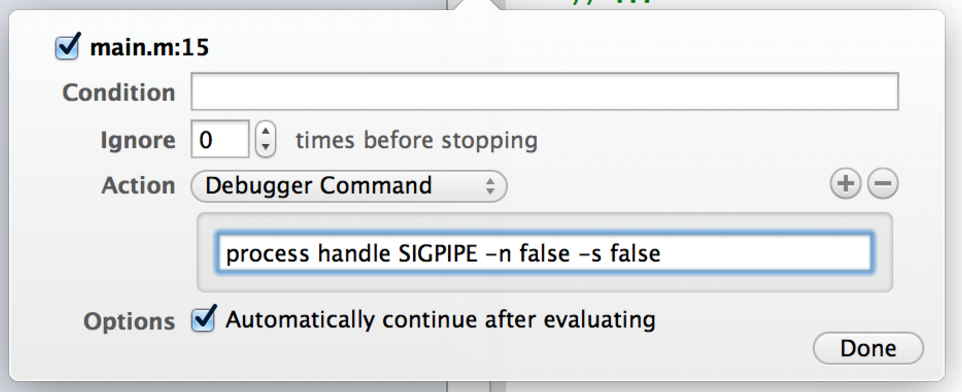 // ...
main.m:15
Condition
Ignore 0 times before stopping
Action Debugger Command
process handle SIGPIPE -n false -s false
Options Automatically continue after evaluating
Done